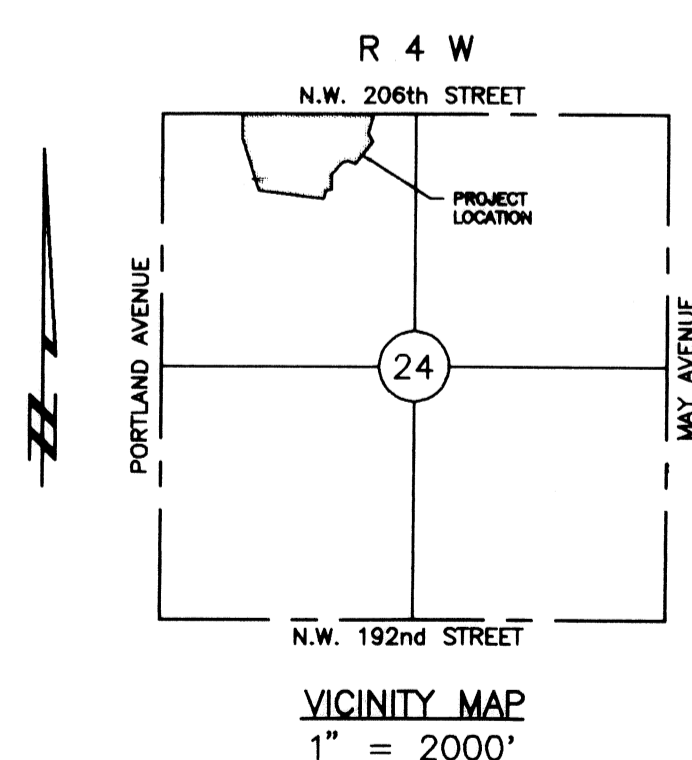 R 4 W
N.W. 206th STREET
PROJECT
LOCATION
PORTLAND AVENUE
MAY AVENUE
24
N.W. 192nd STREET
VICINITY MAP
1" = 2000'